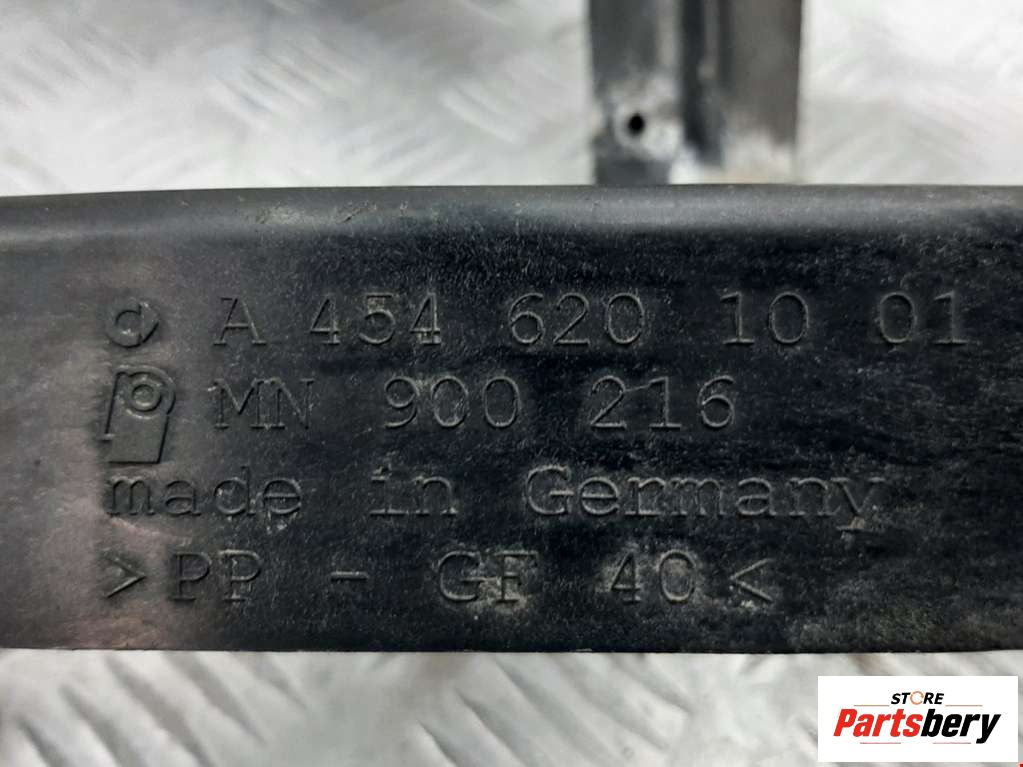 A 454 620 10 01
MN 900 216
made in Germany
>PP - GF 40<
STORE
Partsbery